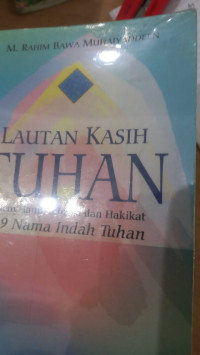 M. RAHIM BAWA MUHAIYADDEEN
LAUTAN KASIH
TUHAN
dan Hakikat
9 Nama Indah Tuhan